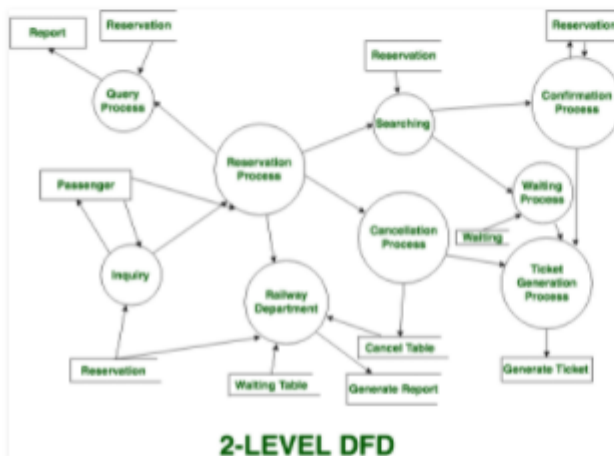 Report
Reservation
Reservation
Reservation
Query
Process
Searching
Confirmation
Process
Reservation
Process
Passenger
Waiting
Process
Cancellation
Process
Waiting
Inquiry
Railway
Department
Ticket
Generation
Process
Reservation
Cancel Table
Waiting Table
Generate Report
Generate Ticket
2-LEVEL DFD